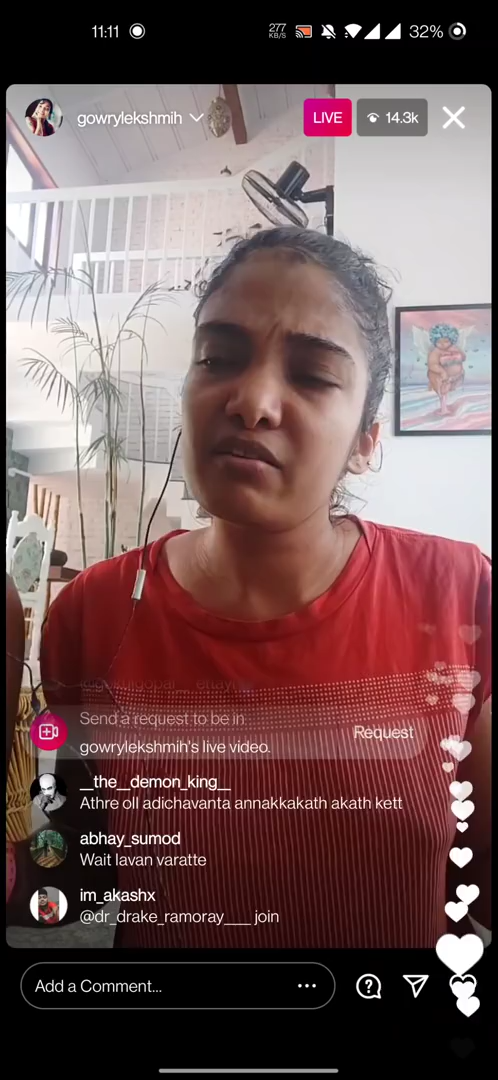 11:11
277
KB/S
32%
gowrylekshmih
LIVE
14.3k
Send a request to be in
gowrylekshmih's live video.
Request
__the__demon_king__
Athre oll adichavanta annakkakath akath kett
abhay_sumod
Wait lavan varatte
im_akashx
@dr_drake_ramoray___ join
Add a Comment...